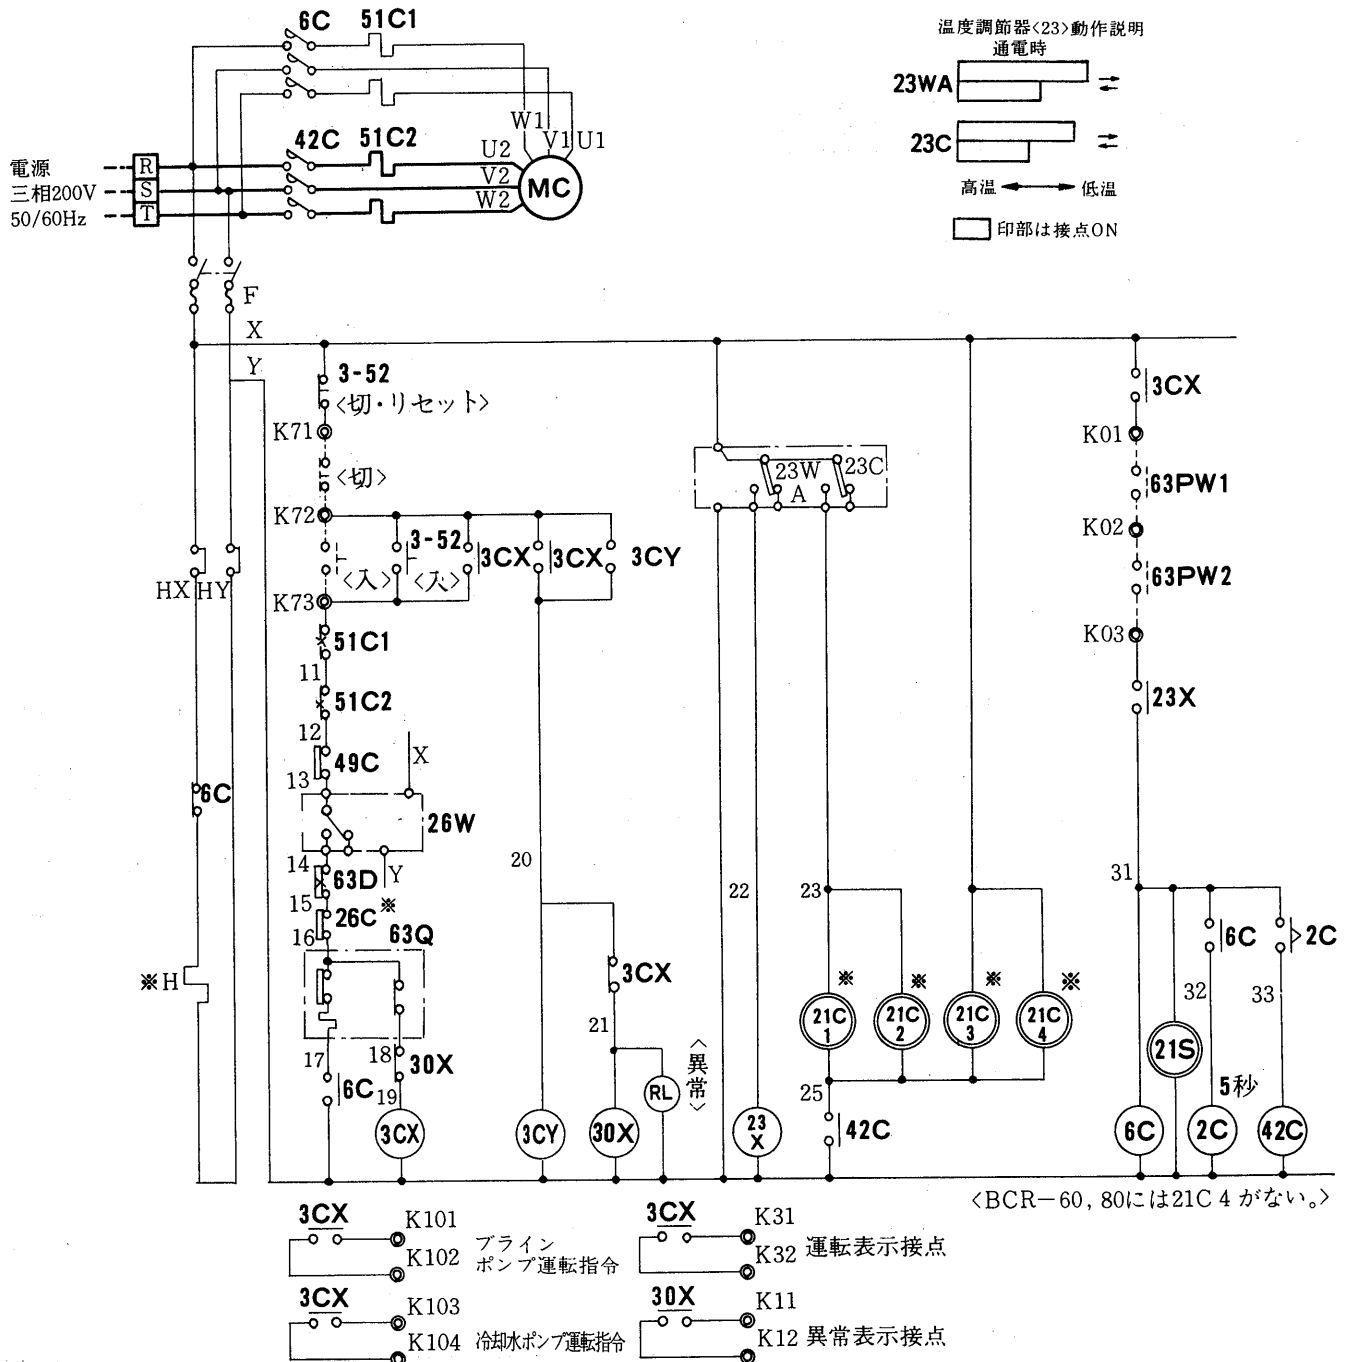 6C 51C1
温度調節器<23>動作説明
通電時
23WA
W1
V1 U1
23C
42C 51C2
U2
電源
R
V2
MC
高温 低温
三相200V
S
W2
50/60Hz
T
印部は接点ON
F
X
Y
3-52
<切・リセット>
3CX
K71
K01
<切>
23W
A
23C
63PW1
K72
K02
3-52
<入> <入>
3CX 3CX 3CY
63PW2
HX HY
K73
K03
51C1
11
23X
51C2
12
X
49C
13
6C
26W
14
20
31
63D
Y
22
23
15
26C※
16
63Q
6C
2C
※H
3CX
※ ※ ※ ※
32 33
21C
1
21C
2
21C
3
21C
4
21
17 18
30X
<異常>
21S
6C
19
RL
25
5秒
3CX
3CY
30X
23
X
42C
6C
2C
42C
<BCR-60, 80には21C 4 がない。>
3CX
K101
K102
ブライン
ポンプ運転指令
3CX
K31
K32
運転表示接点
3CX
K103
K104
冷却水ポンプ運転指令
30X
K11
K12
異常表示接点